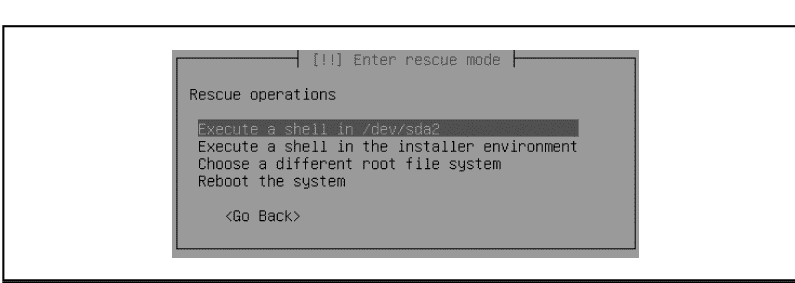 [!!] Enter rescue mode
Rescue operations
Execute a shell in /dev/sda2
Execute a shell in the installer environment
Choose a different root file system
Reboot the system
<Go Back>